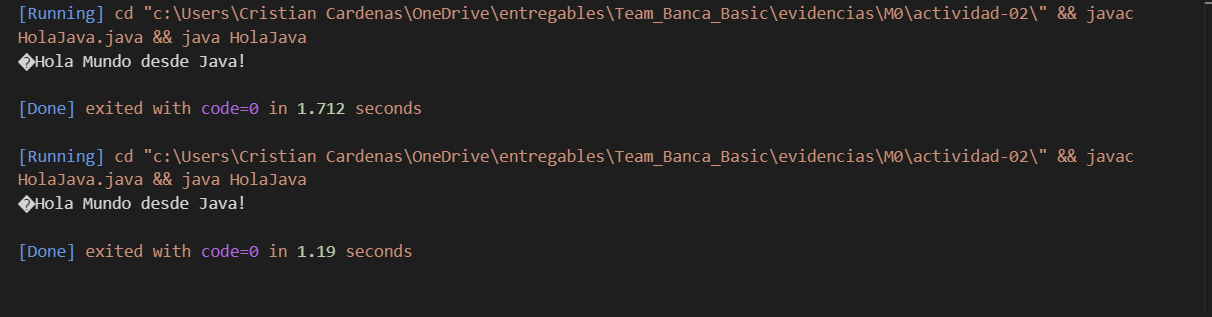 [Running] cd "c:\Users\Cristian Cardenas\OneDrive\entregables\Team_Banca_Basic\evidencias\M0\actividad-02\" && javac
HolaJava.java && java HolaJava
�Hola Mundo desde Java!
[Done] exited with code=0 in 1.712 seconds
[Running] cd "c:\Users\Cristian Cardenas\OneDrive\entregables\Team_Banca_Basic\evidencias\M0\actividad-02\" && javac
HolaJava.java && java HolaJava
�Hola Mundo desde Java!
[Done] exited with code=0 in 1.19 seconds